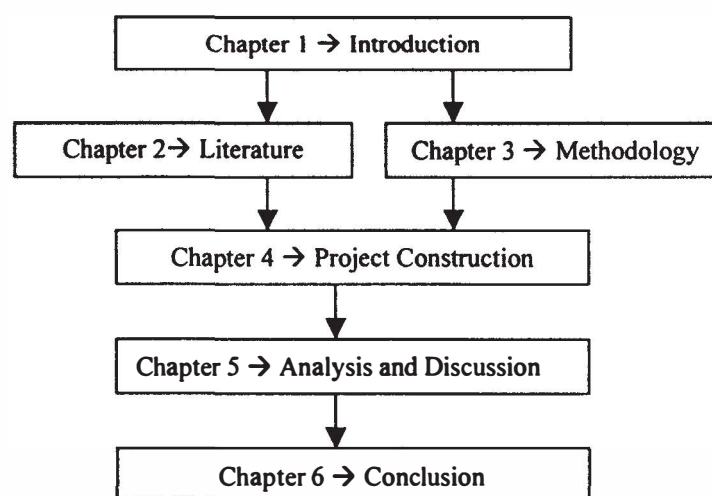 Chapter 1 → Introduction
Chapter 2→ Literature
Chapter 3 → Methodology
Chapter 4 → Project Construction
Chapter 5 → Analysis and Discussion
Chapter 6 → Conclusion